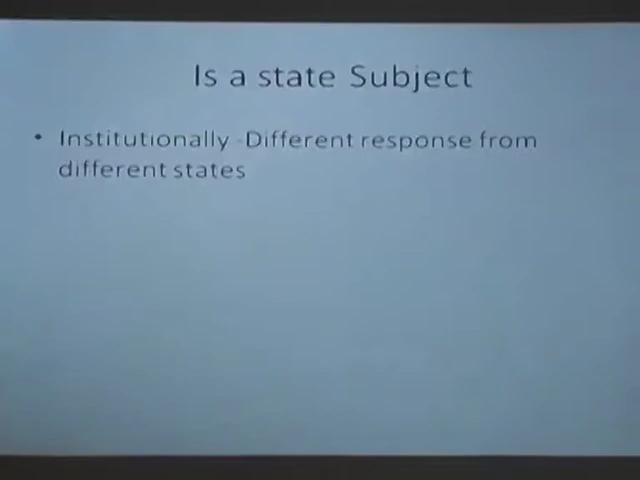 Is a state Subject
• Institutionally -Different response from
different states